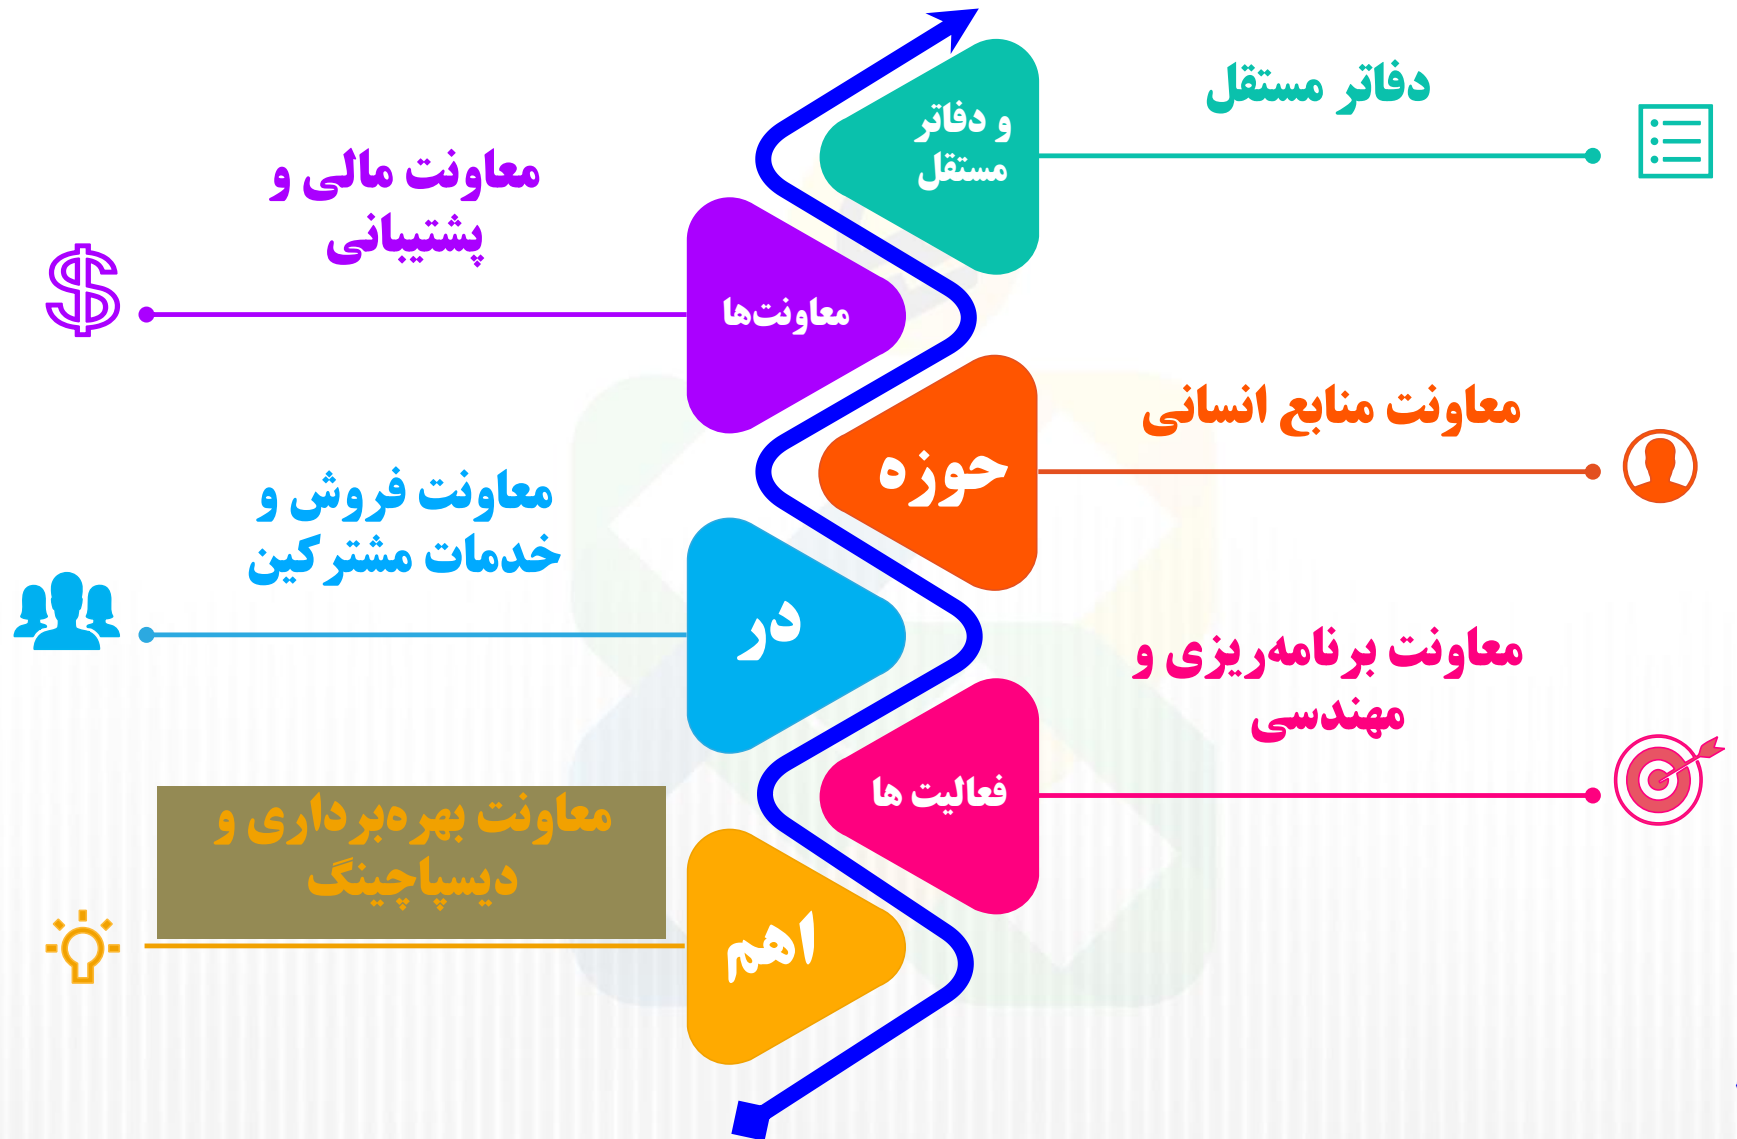 دفاتر مستقل
و دفاتر
مستقل
معاونت مالی و
پشتیبانی
معاونت‌ها
معاونت منابع انسانی
حوزه
معاونت فروش و
خدمات مشترکین
در
معاونت برنامه‌ریزی و
مهندسی
فعالیت ها
معاونت بهره‌برداری و
دیسپاچینگ
اهم